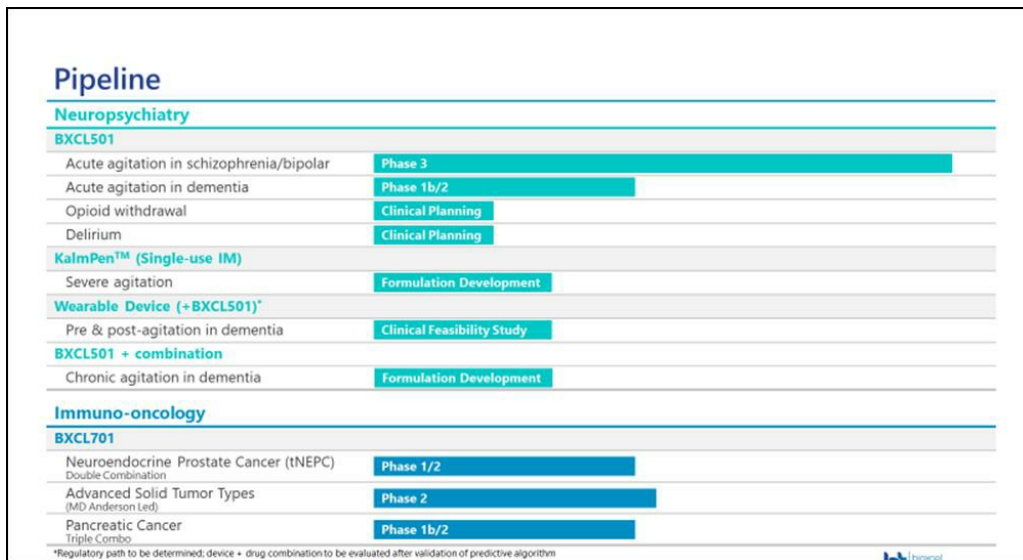 Pipeline
Neuropsychiatry
BXCL501
Acute agitation in schizophrenia/bipolar Phase 3
Acute agitation in dementia Phase 1b/2
Opioid withdrawal Clinical Planning
Delirium Clinical Planning
KalmPen™ (Single-use IM)
Severe agitation Formulation Development
Wearable Device (+BXCL501)*
Pre & post-agitation in dementia Clinical Feasibility Study
BXCL501 + combination
Chronic agitation in dementia Formulation Development
Immuno-oncology
BXCL701
Neuroendocrine Prostate Cancer (tNEPC) Phase 1/2
Double Combination
Advanced Solid Tumor Types Phase 2
(MD Anderson Led)
Pancreatic Cancer Phase 1b/2
Triple Combo
*Regulatory path to be determined; device + drug combination to be evaluated after validation of predictive algorithm